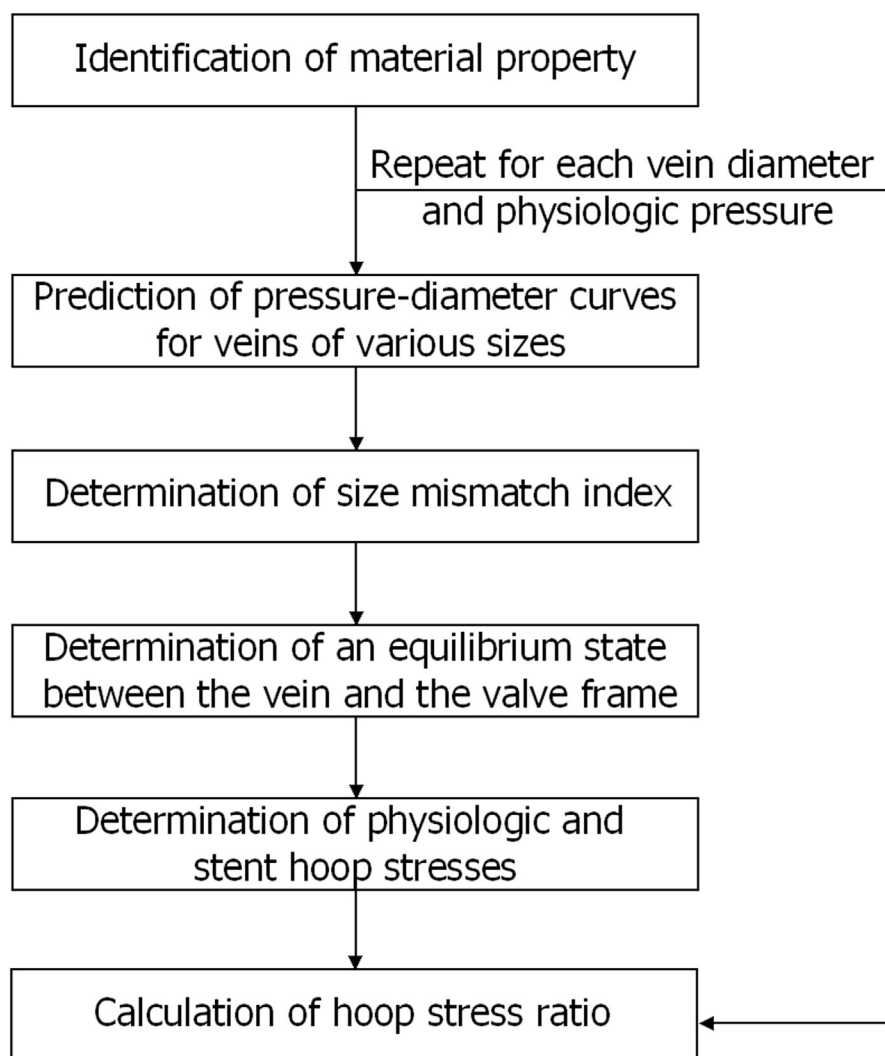 Identification of material property
Repeat for each vein diameter
and physiologic pressure
Prediction of pressure-diameter curves
for veins of various sizes
Determination of size mismatch index
Determination of an equilibrium state
between the vein and the valve frame
Determination of physiologic and
stent hoop stresses
Calculation of hoop stress ratio